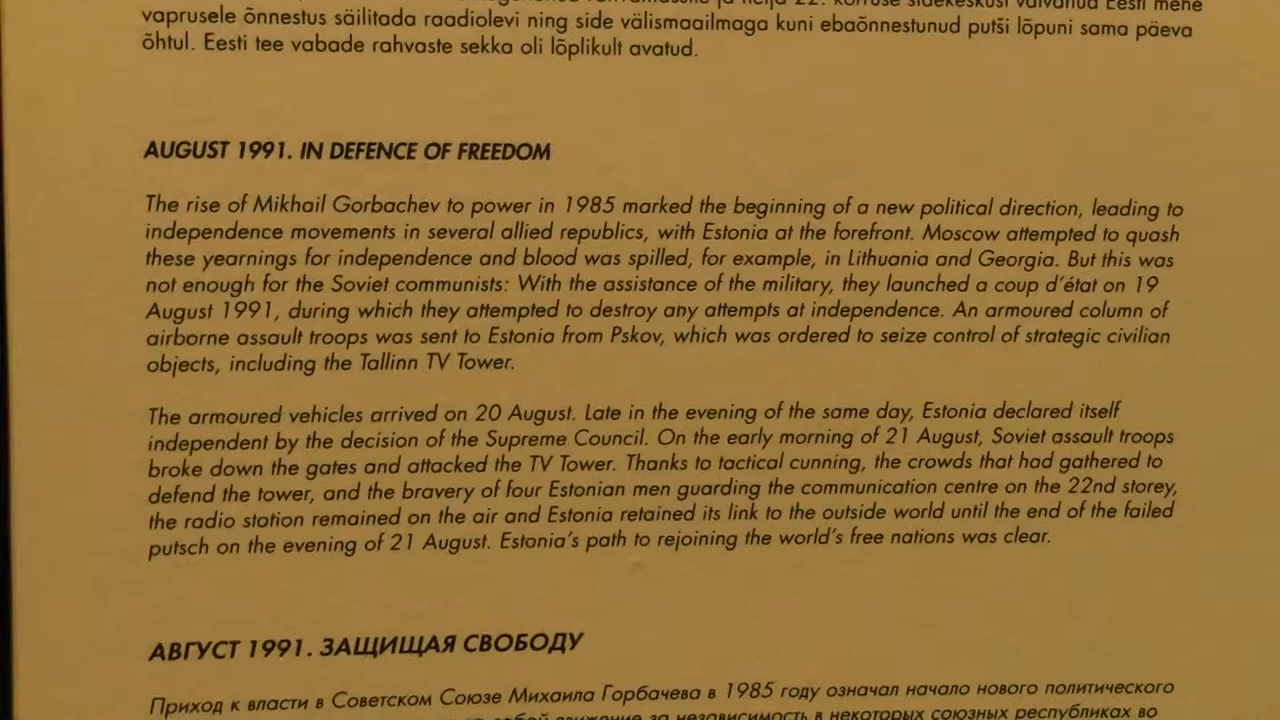 22. korruse sidekeskust valvanud Eesti mehe
vaprusele õnnestus säilitada raadiolevi ning side välismaailmaga kuni ebaõnnestunud putši lõpuni sama päeva
õhtul. Eesti tee vabade rahvaste sekka oli lõplikult avatud.
AUGUST 1991. IN DEFENCE OF FREEDOM
The rise of Mikhail Gorbachev to power in 1985 marked the beginning of a new political direction, leading to
independence movements in several allied republics, with Estonia at the forefront. Moscow attempted to quash
these yearnings for independence and blood was spilled, for example, in Lithuania and Georgia. But this was
not enough for the Soviet communists: With the assistance of the military, they launched a coup d'état on 19
August 1991, during which they attempted to destroy any attempts at independence. An armoured column of
airborne assault troops was sent to Estonia from Pskov, which was ordered to seize control of strategic civilian
objects, including the Tallinn TV Tower.
The armoured vehicles arrived on 20 August. Late in the evening of the same day, Estonia declared itself
independent by the decision of the Supreme Council. On the early morning of 21 August, Soviet assault troops
broke down the gates and attacked the TV Tower. Thanks to tactical cunning, the crowds that had gathered to
defend the tower, and the bravery of four Estonian men guarding the communication centre on the 22nd storey,
the radio station remained on the air and Estonia retained its link to the outside world until the end of the failed
putsch on the evening of 21 August. Estonia's path to rejoining the world's free nations was clear.
АВГУСТ 1991. ЗАЩИЩАЯ СВОБОДУ
Приход к власти в Советском Союзе Михаила Горбачева в 1985 году означал начало нового политического
движение за независимость в некоторых союзных республиках во